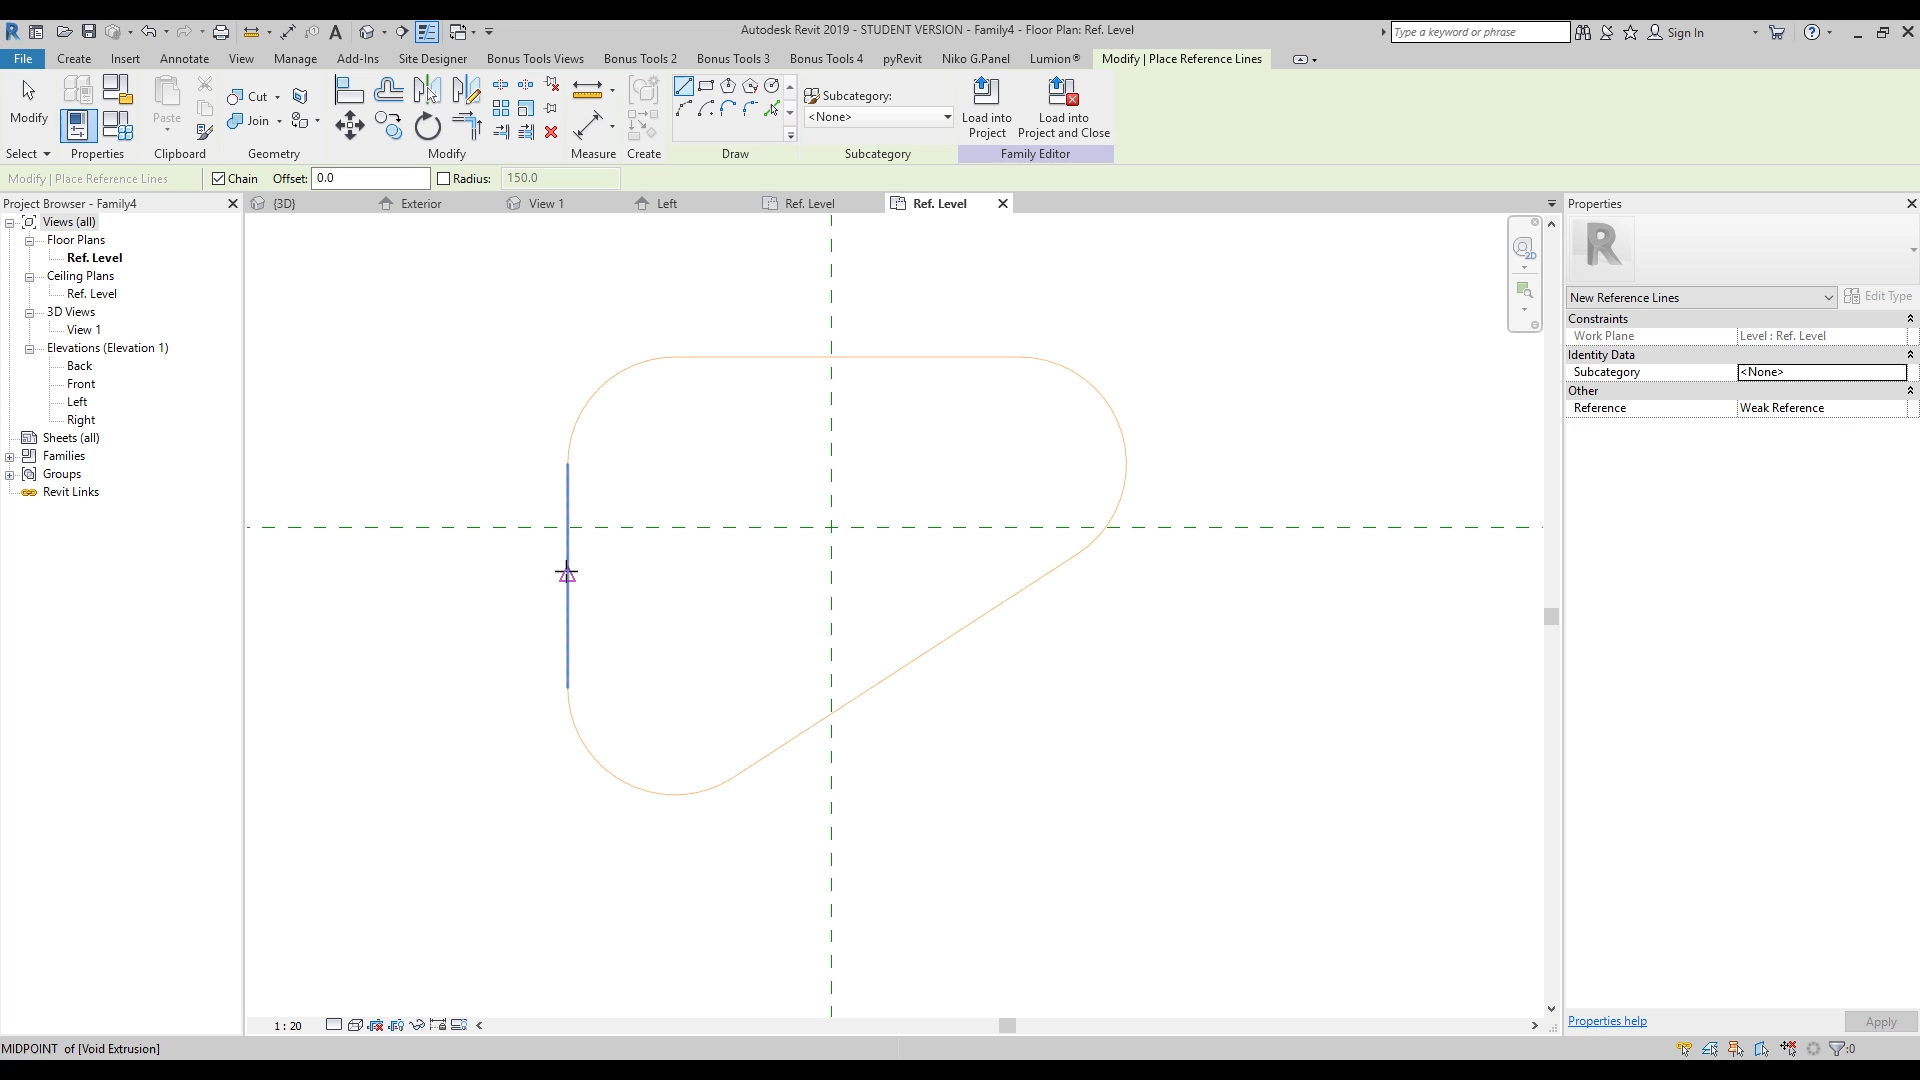 Autodesk Revit 2019 - STUDENT VERSION - Family4 - Floor Plan: Ref. Level
Type a keyword or phrase
Sign In
File Create Insert Annotate View Manage Add-Ins Site Designer Bonus Tools Views Bonus Tools 2 Bonus Tools 3 Bonus Tools 4 pyRevit Niko G.Panel Lumion® Modify | Place Reference Lines
Modify
Paste
Cut
Join
Subcategory:
<None>
Load into Project
Load into Project and Close
Select Properties Clipboard Geometry Modify Measure Create Draw Subcategory Family Editor
Modify | Place Reference Lines Chain Offset: 0.0 Radius: 150.0
Project Browser - Family4
{3D} Exterior View 1 Left Ref. Level Ref. Level
Views (all)
Floor Plans
Ref. Level
Ceiling Plans
Ref. Level
3D Views
View 1
Elevations (Elevation 1)
Back
Front
Left
Right
Sheets (all)
Families
Groups
Revit Links
2D
Properties
R
New Reference Lines
Edit Type
Constraints
Work Plane Level : Ref. Level
Identity Data
Subcategory <None>
Other
Reference Weak Reference
Properties help
Apply
1 : 20
MIDPOINT of [Void Extrusion]
:0